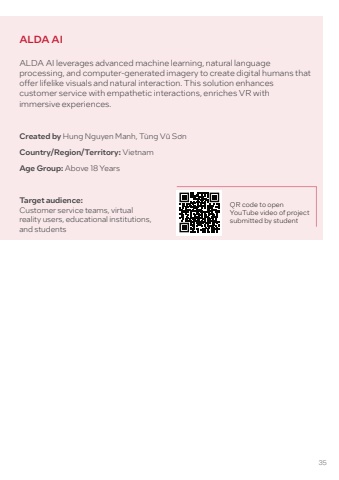 ALDA AI
ALDA AI leverages advanced machine learning, natural language
processing, and computer-generated imagery to create digital humans that
offer lifelike visuals and natural interaction. This solution enhances
customer service with empathetic interactions, enriches VR with
immersive experiences.
Created by Hung Nguyen Manh, Tùng Vũ Sơn
Country/Region/Territory: Vietnam
Age Group: Above 18 Years
Target audience:
Customer service teams, virtual
reality users, educational institutions,
and students
QR code to open
YouTube video of project
submitted by student
35